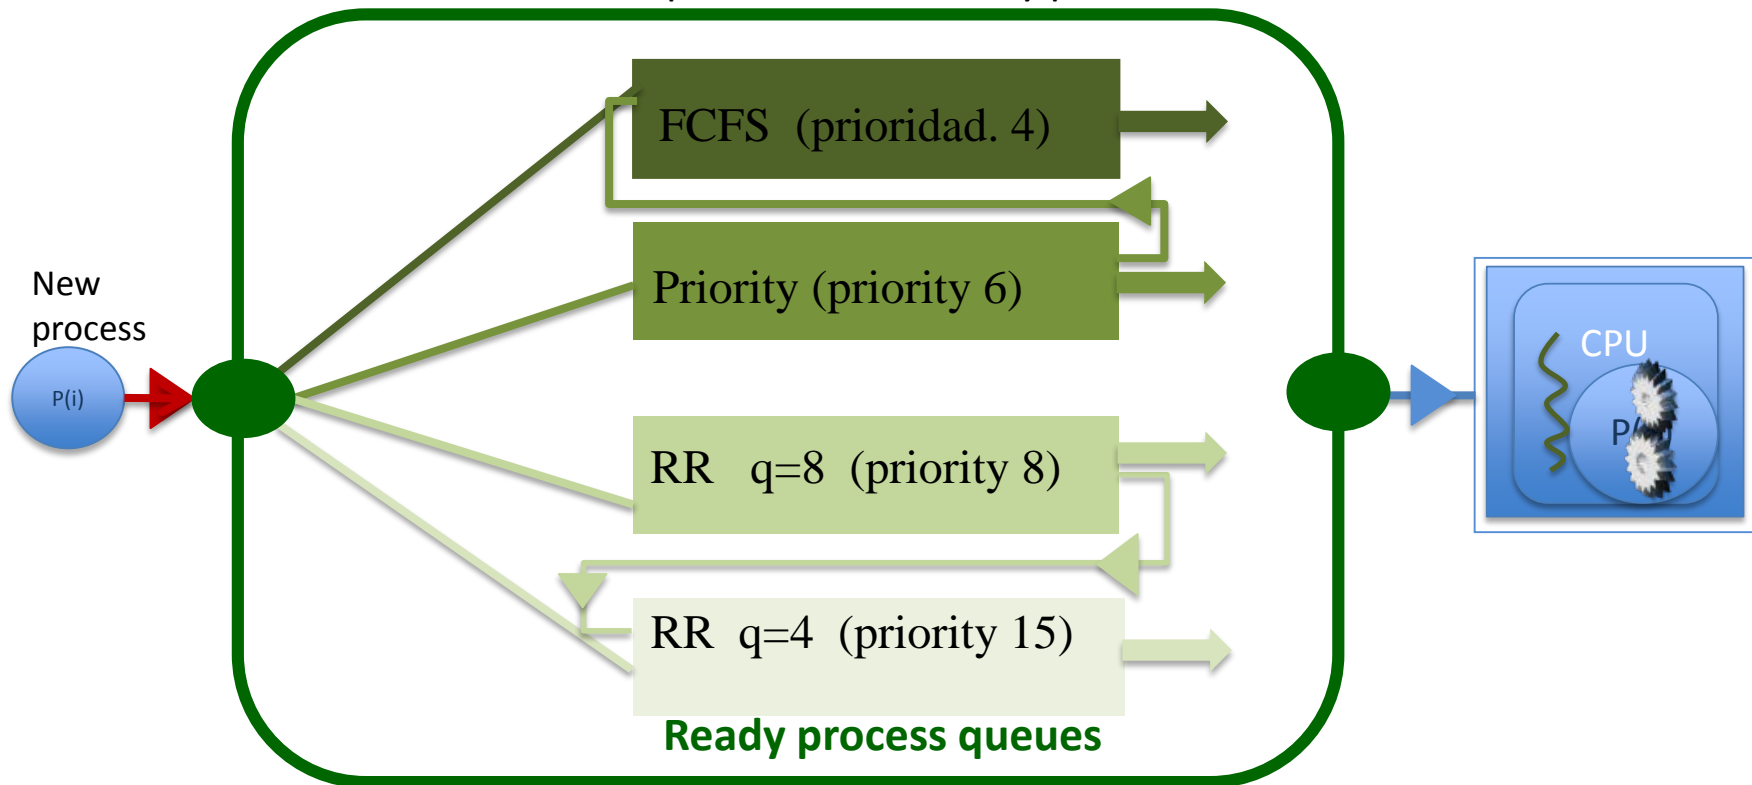 FCFS  (prioridad. 4)
Priority (priority 6)
New
process
P(i)
CPU
RR   q=8  (priority 8)
RR  q=4  (priority 15)
Ready process queues